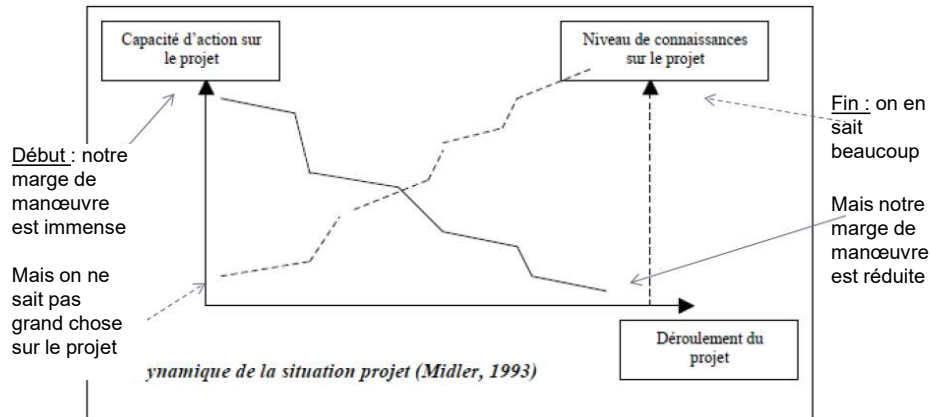 Capacité d'action sur
le projet
Niveau de connaissances
sur le projet
Début : notre
marge de
manœuvre
est immense
Mais on ne
sait pas
grand chose
sur le projet
Fin : on en
sait
beaucoup
Mais notre
marge de
manœuvre
est réduite
Déroulement du
projet
ynamique de la situation projet (Midler, 1993)